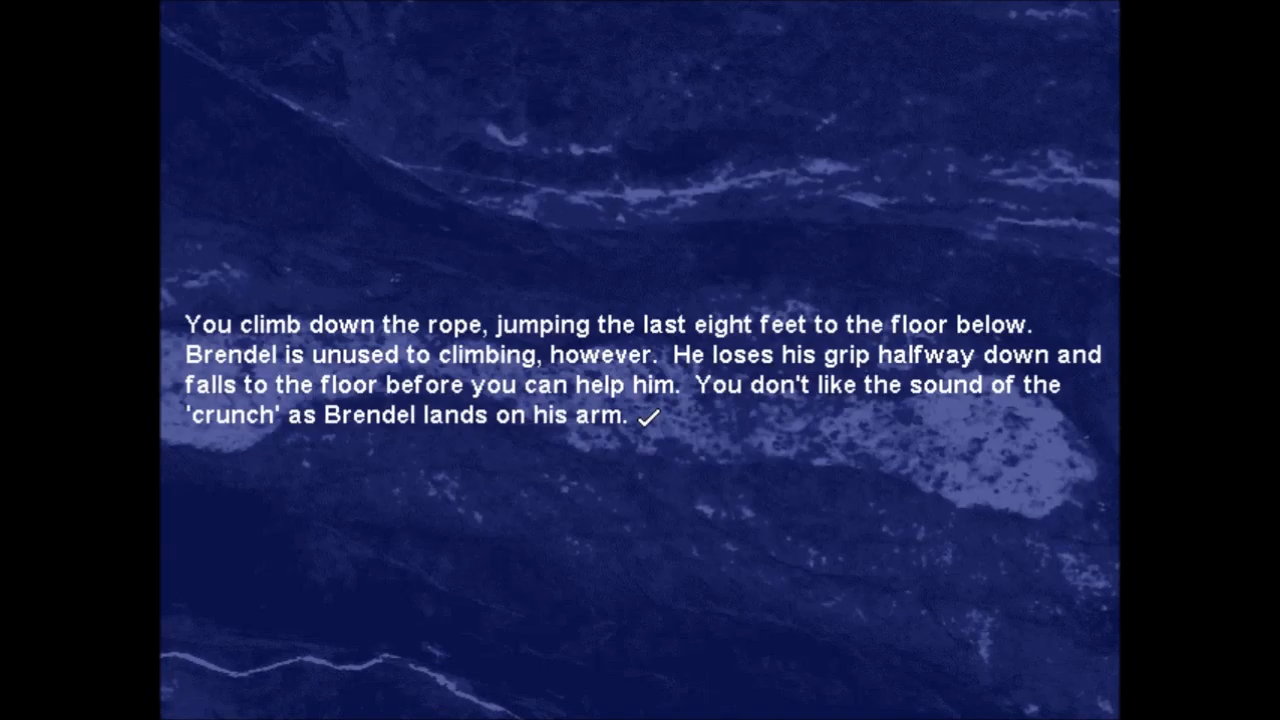 You climb down the rope, jumping the last eight feet to the floor below.
Brendel is unused to climbing, however.  He loses his grip halfway down and
falls to the floor before you can help him.  You don't like the sound of the
'crunch' as Brendel lands on his arm.